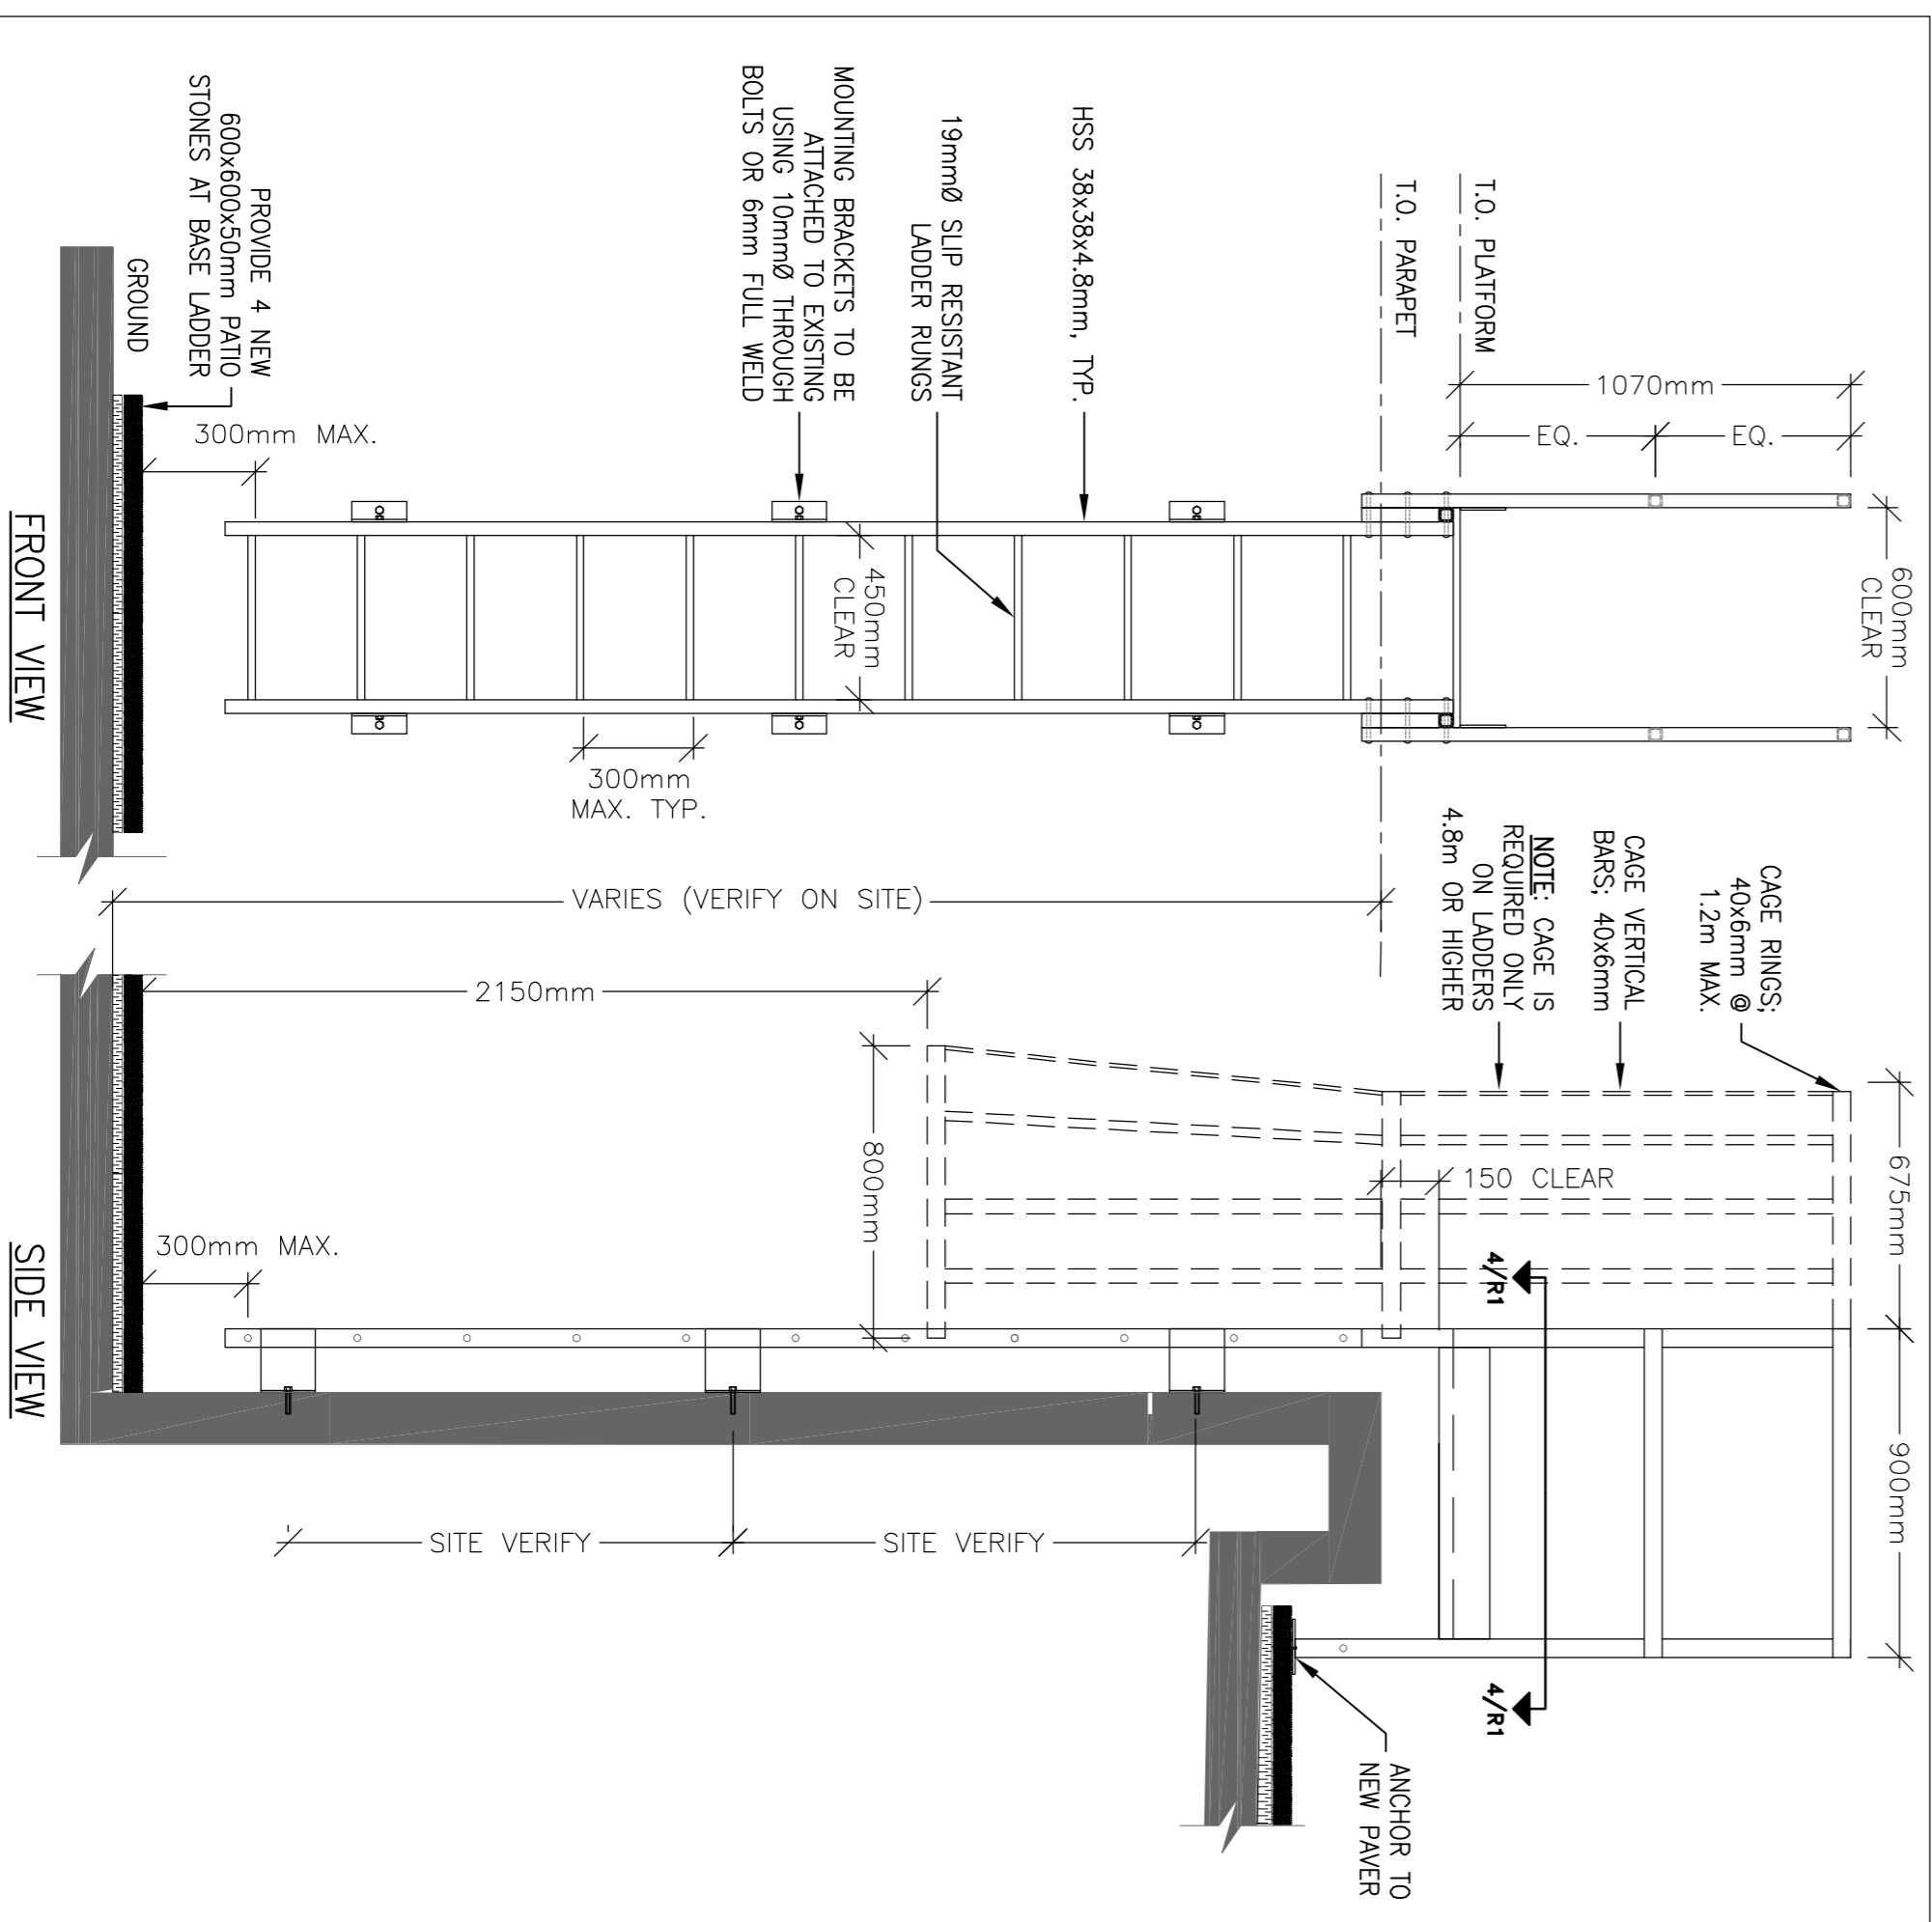 600mm
CLEAR
1070mm
EQ.
EQ.
T.O. PLATFORM
T.O. PARAPET
HSS 38x38x4.8mm, TYP.
19mmØ SLIP RESISTANT
LADDER RUNGS
MOUNTING BRACKETS TO BE
ATTACHED TO EXISTING
USING 10mmØ THROUGH
BOLTS OR 6mm FULL WELD
450mm
CLEAR
300mm
MAX. TYP.
300mm MAX.
GROUND
PROVIDE 4 NEW
600x600x50mm PATIO
STONES AT BASE LADDER
FRONT VIEW
VARIES (VERIFY ON SITE)
CAGE RINGS;
40x6mm @
1.2m MAX.
CAGE VERTICAL
BARS; 40x6mm
NOTE: CAGE IS
REQUIRED ONLY
ON LADDERS
4.8m OR HIGHER
675mm
900mm
150 CLEAR
4/R1
4/R1
2150mm
800mm
300mm MAX.
SITE VERIFY
SITE VERIFY
ANCHOR TO
NEW PAVER
SIDE VIEW